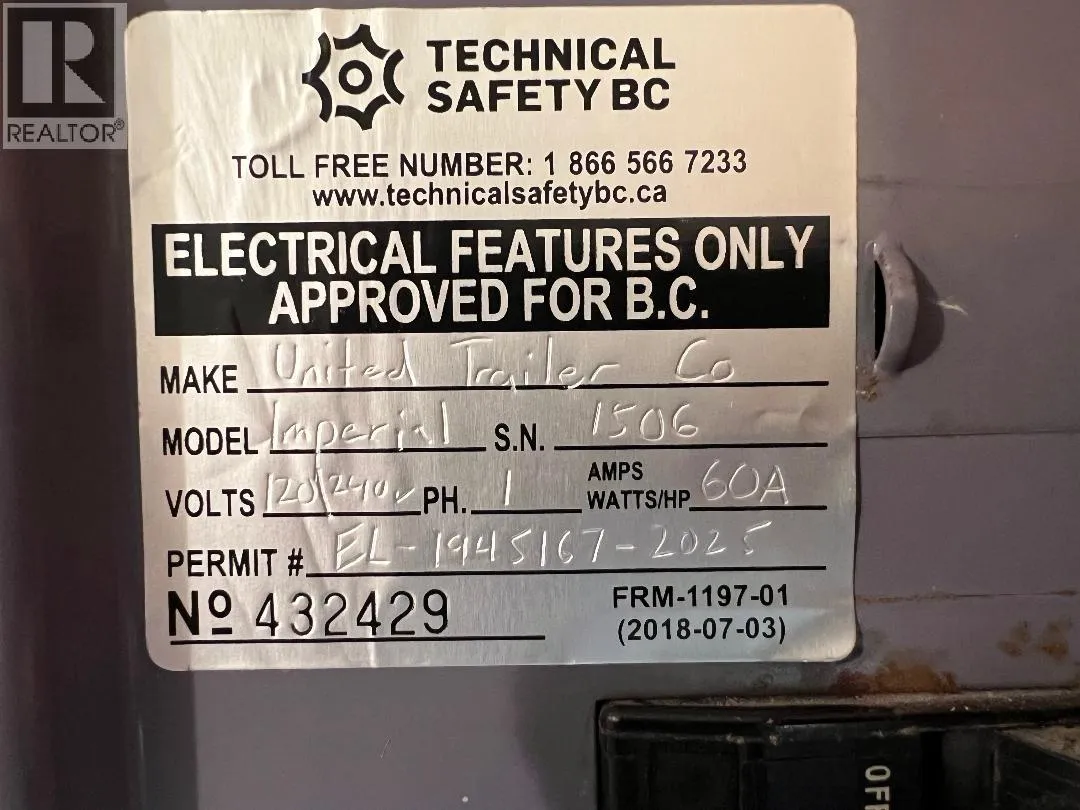 R
REALTOR®
TECHNICAL
SAFETY BC
TOLL FREE NUMBER: 1 866 566 7233
www.technicalsafetybc.ca
ELECTRICAL FEATURES ONLY
APPROVED FOR B.C.
MAKE United Trailer Co
MODEL Imperial S.N. 1506
VOLTS 120/240v PH. 1 AMPS WATTS/HP 60A
PERMIT # EL-1945167-2025
Nº 432429
FRM-1197-01
(2018-07-03)